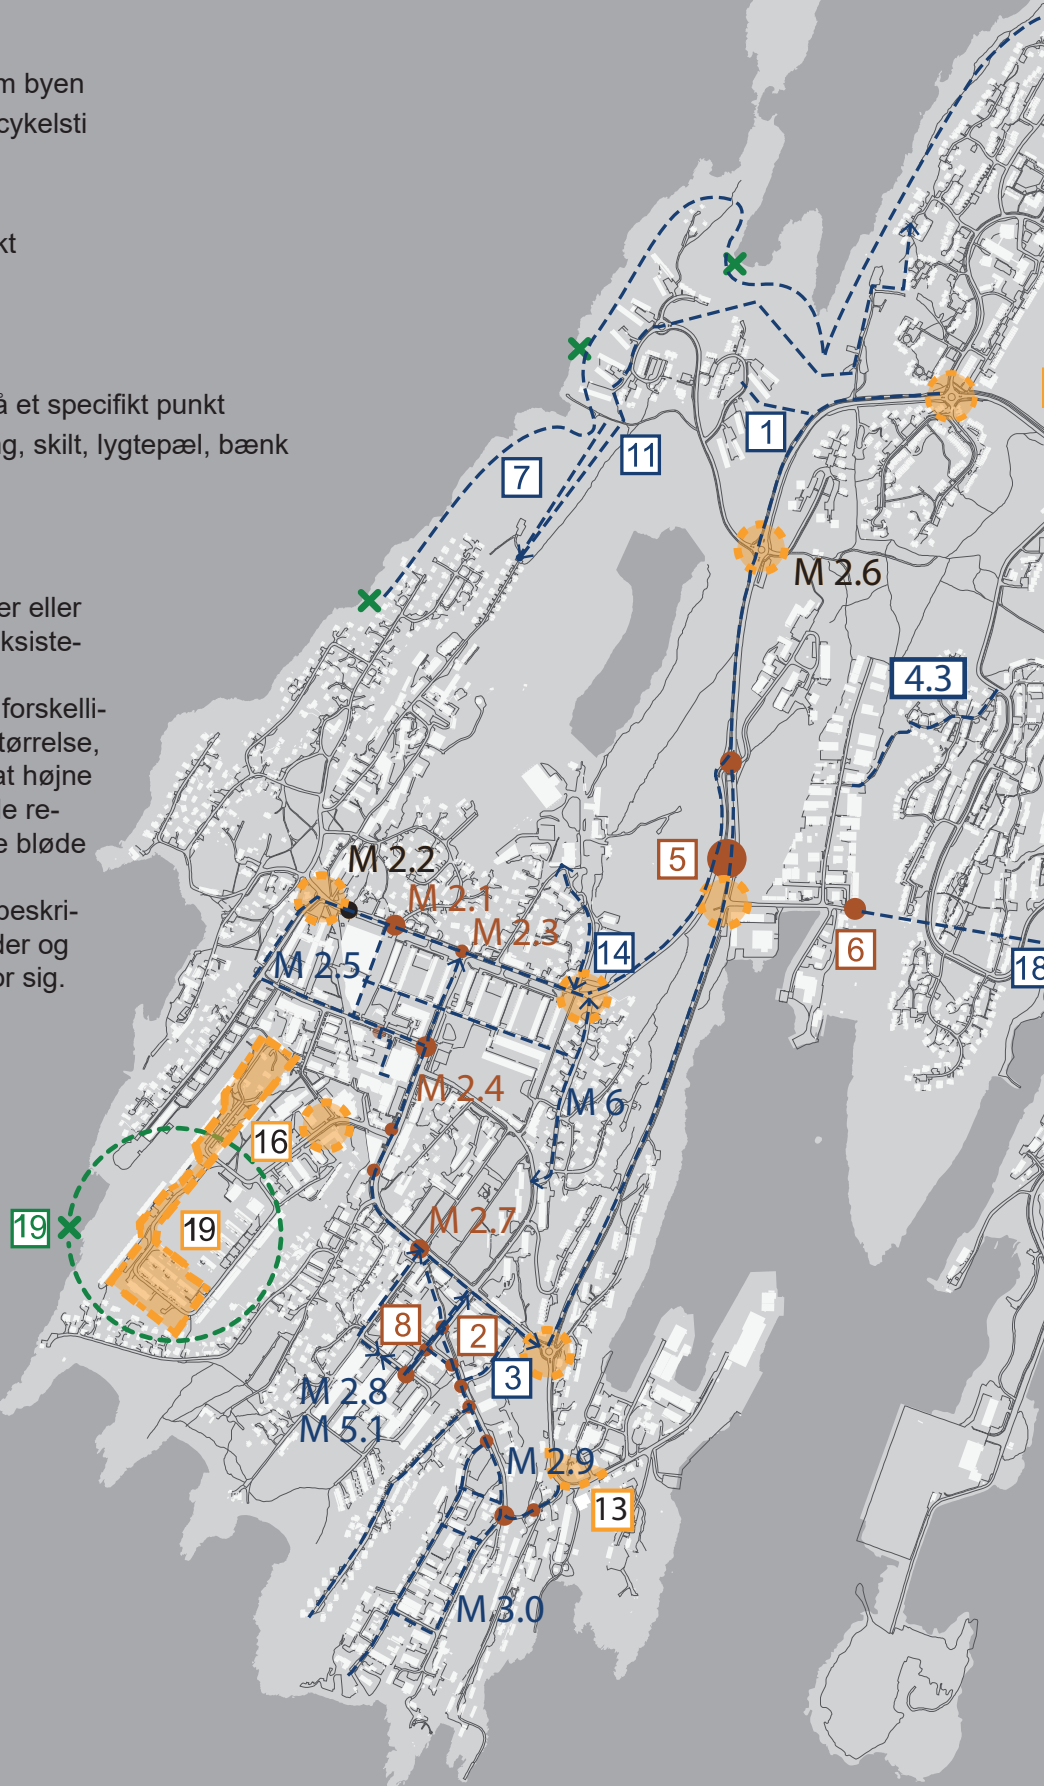 m byen
cykelsti
kt
å et specifikt punkt
ng, skilt, lygtepæl, bænk
er eller
ksiste-
forskelli-
tørrelse,
at højne
le re-
e bløde
beskri-
der og
or sig.
1
11
7
M 2.6
4.3
M 2.2
5
M 2.1
M 2.3
6
14
M 2.5
18
M 2.4
M 6
16
19
19
M 2.7
8
2
3
M 2.8
M 5.1
M 2.9
13
M 3.0